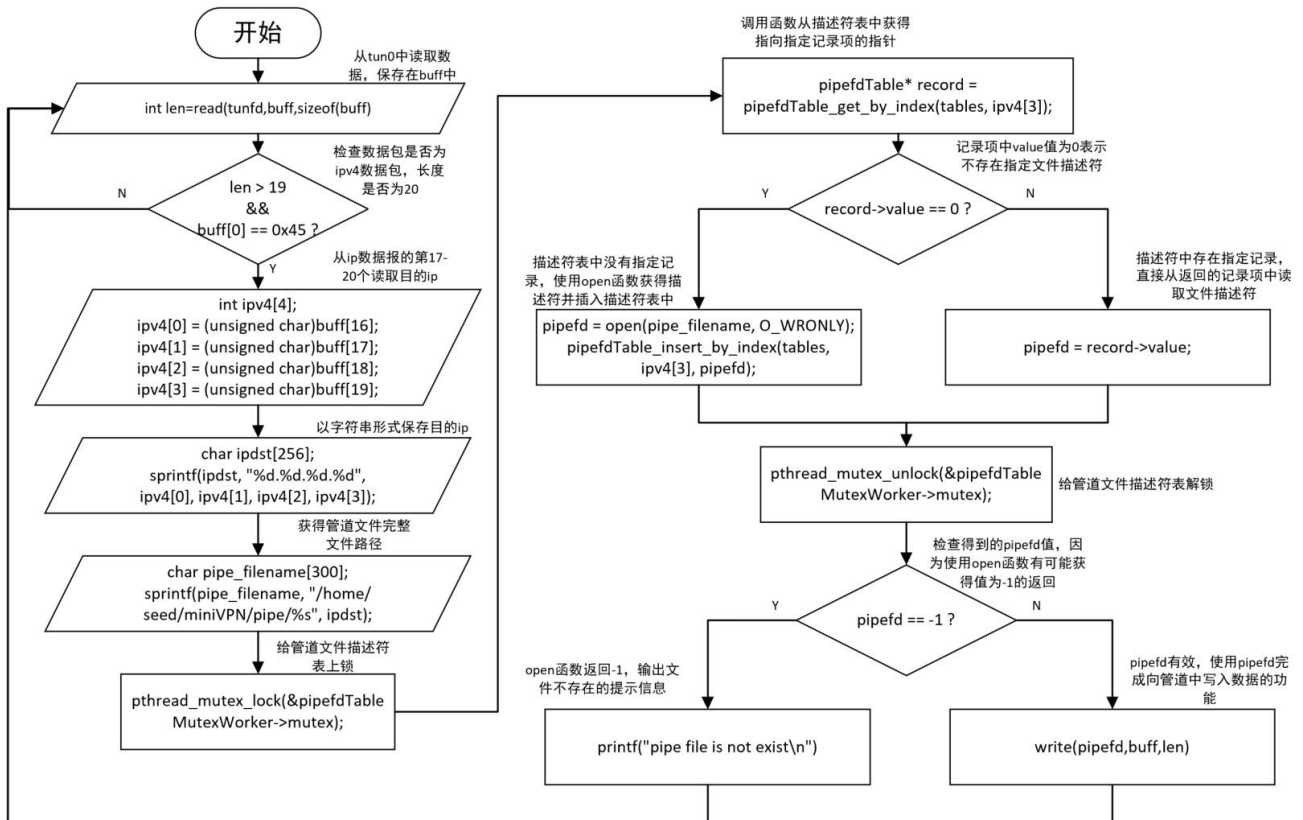 开始
从tun0中读取数
据，保存在buff中
int len=read(tunfd,buff,sizeof(buff)
检查数据包是否为
ipv4数据包，长度
是否为20
N
len > 19
&&
buff[0] == 0x45 ?
Y
从ip数据报的第17-
20个读取目的ip
int ipv4[4];
ipv4[0] = (unsigned char)buff[16];
ipv4[1] = (unsigned char)buff[17];
ipv4[2] = (unsigned char)buff[18];
ipv4[3] = (unsigned char)buff[19];
以字符串形式保存目的ip
char ipdst[256];
sprintf(ipdst, "%d.%d.%d.%d",
ipv4[0], ipv4[1], ipv4[2], ipv4[3]);
获得管道文件完整
文件路径
char pipe_filename[300];
sprintf(pipe_filename, "/home/
seed/miniVPN/pipe/%s", ipdst);
给管道文件描述符
表上锁
pthread_mutex_lock(&pipefdTable
MutexWorker->mutex);
调用函数从描述符表中获得
指向指定记录项的指针
pipefdTable* record =
pipefdTable_get_by_index(tables, ipv4[3]);
记录项中value值为0表示
不存在指定文件描述符
Y
N
record->value == 0 ?
描述符表中没有指定记
录，使用open函数获得描
述符并插入描述符表中
pipefd = open(pipe_filename, O_WRONLY);
pipefdTable_insert_by_index(tables,
ipv4[3], pipefd);
描述符中存在指定记录，
直接从返回的记录项中读
取文件描述符
pipefd = record->value;
pthread_mutex_unlock(&pipefdTable
MutexWorker->mutex);
给管道文件描述符表解锁
检查得到的pipefd值，因
为使用open函数有可能获
得值为-1的返回
Y
N
pipefd == -1 ?
open函数返回-1，输出文
件不存在的提示信息
printf("pipe file is not exist\n")
pipefd有效，使用pipefd完
成向管道中写入数据的功
能
write(pipefd,buff,len)